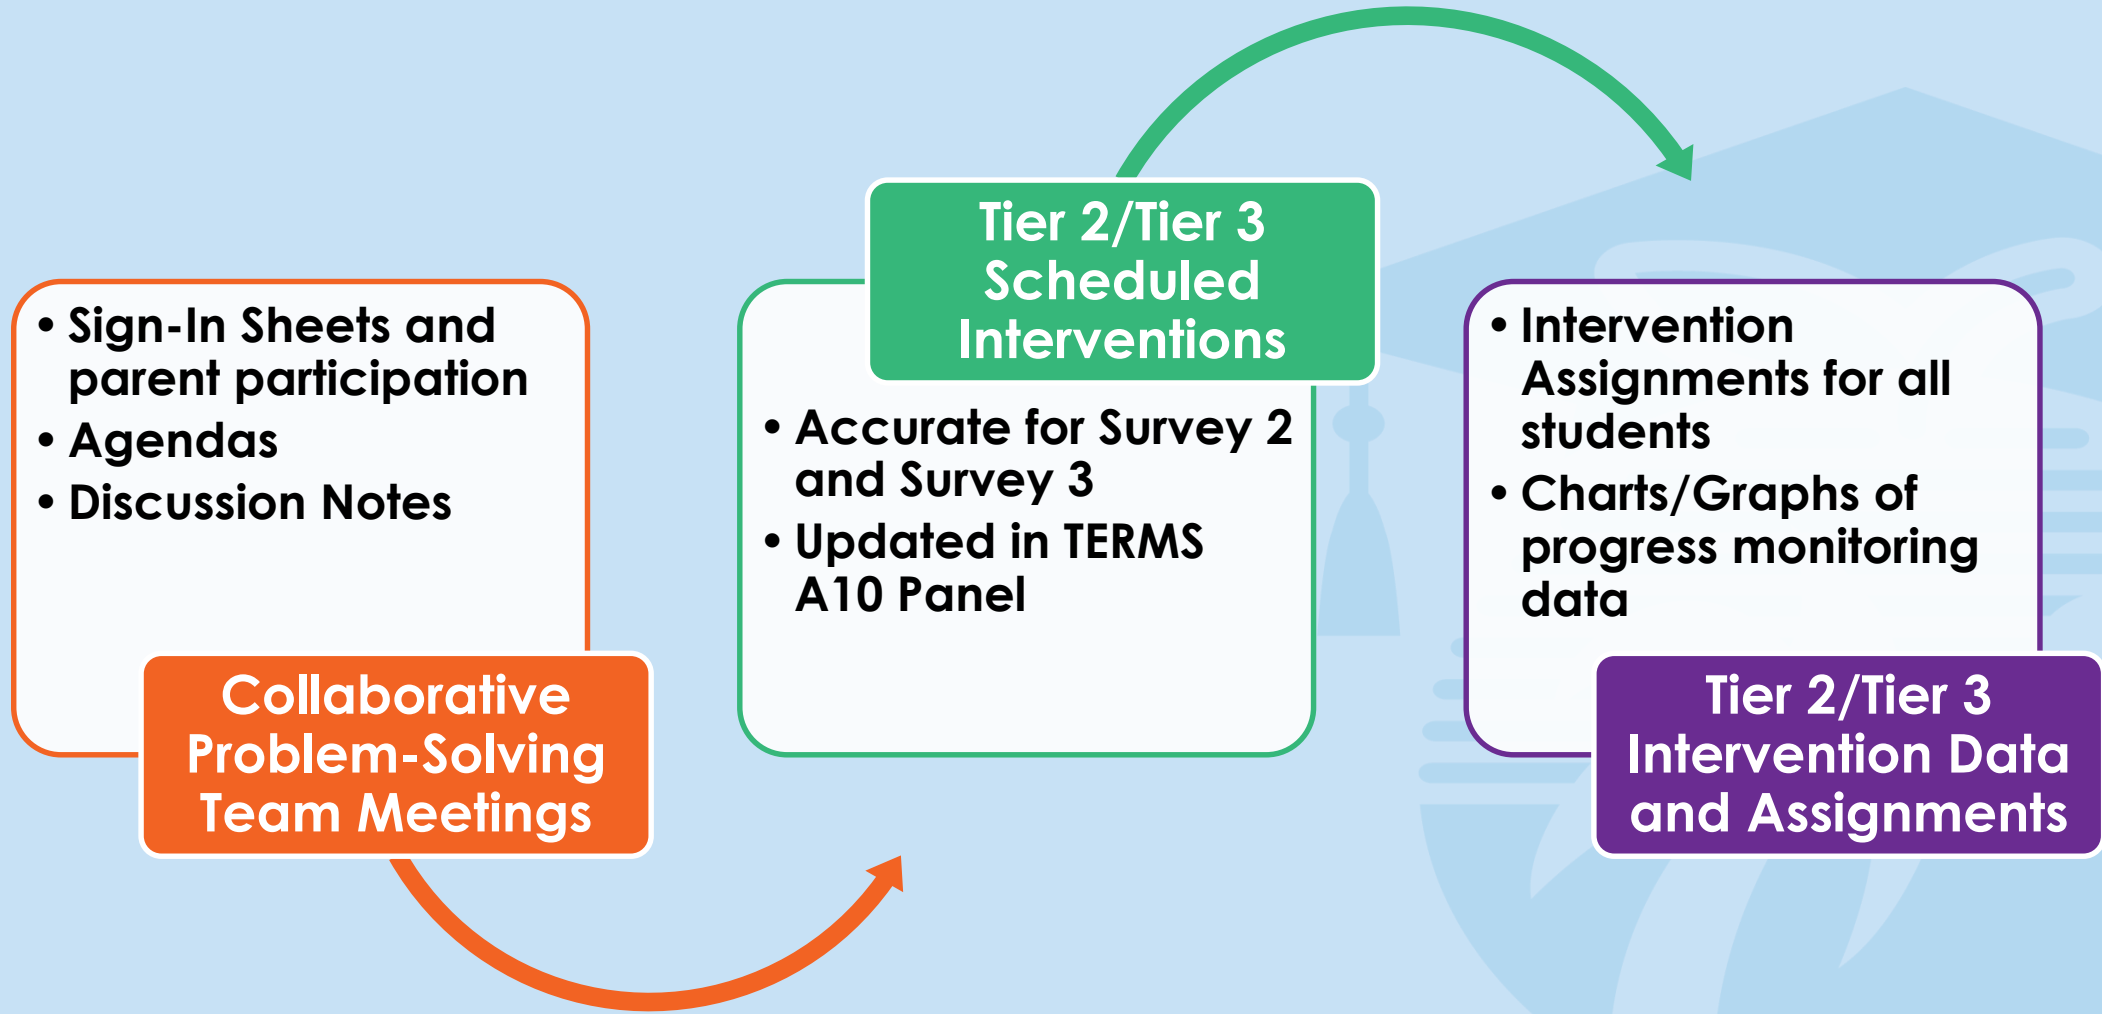 • Sign-In Sheets and
parent participation
• Agendas
• Discussion Notes
Collaborative
Problem-Solving
Team Meetings
Tier 2/Tier 3
Scheduled
Interventions
• Accurate for Survey 2
and Survey 3
• Updated in TERMS
A10 Panel
• Intervention
Assignments for all
students
• Charts/Graphs of
progress monitoring
data
Tier 2/Tier 3
Intervention Data
and Assignments